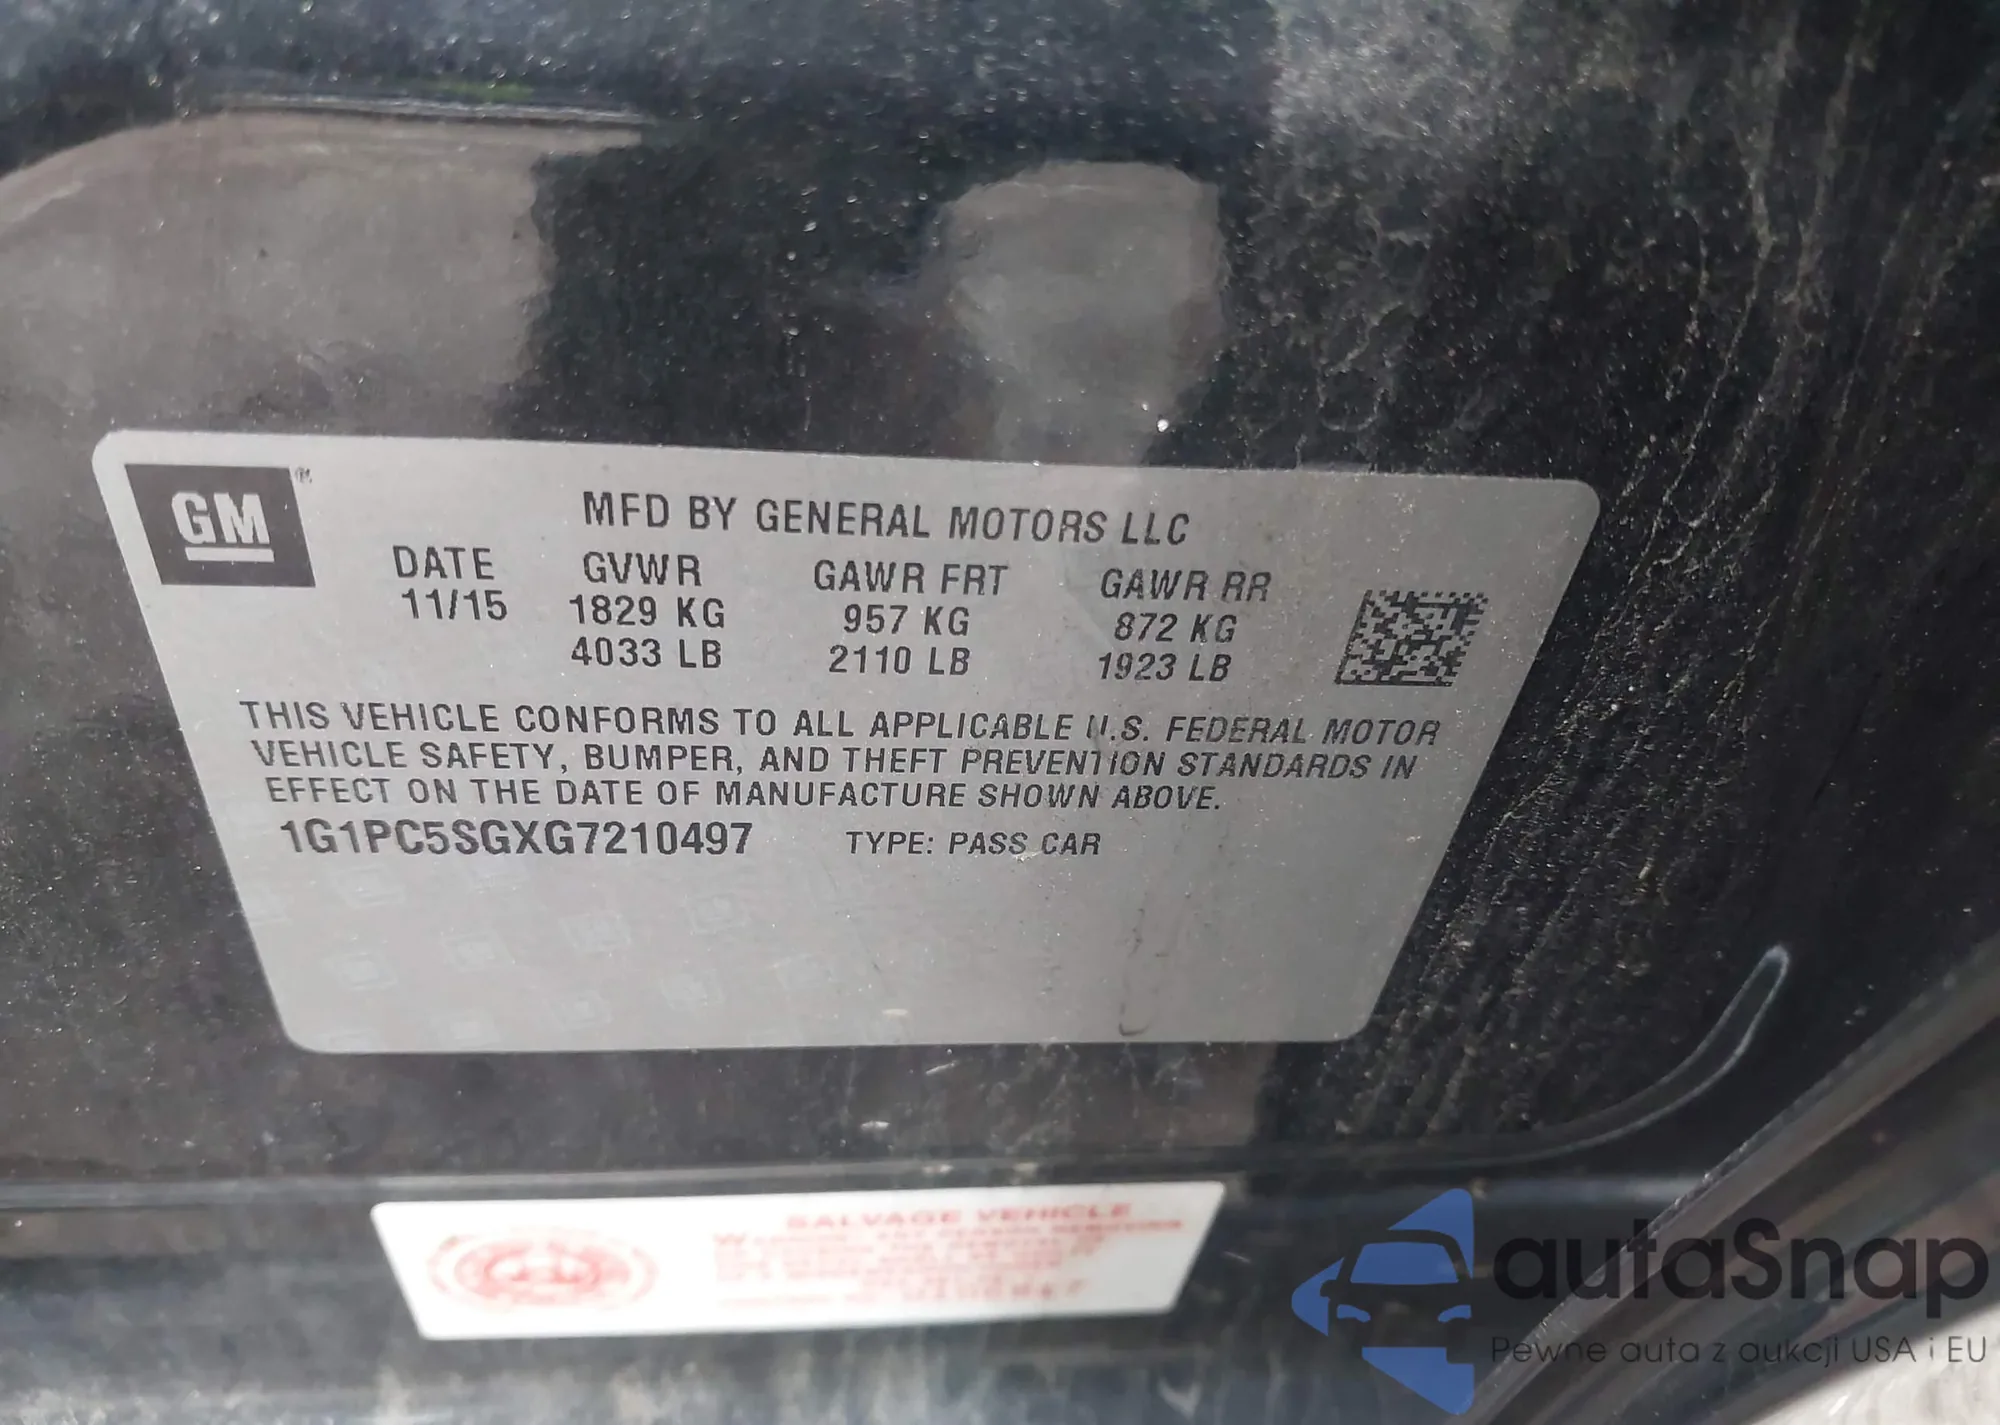 GM ®
MFD BY GENERAL MOTORS LLC
DATE GVWR GAWR FRT GAWR RR
11/15 1829 KG 957 KG 872 KG
4033 LB 2110 LB 1923 LB
THIS VEHICLE CONFORMS TO ALL APPLICABLE U.S. FEDERAL MOTOR
VEHICLE SAFETY, BUMPER, AND THEFT PREVENTION STANDARDS IN
EFFECT ON THE DATE OF MANUFACTURE SHOWN ABOVE.
1G1PC5SGXG7210497 TYPE: PASS CAR
SALVAGE VEHICLE
autaSnap
Pewne auta z aukcji USA i EU